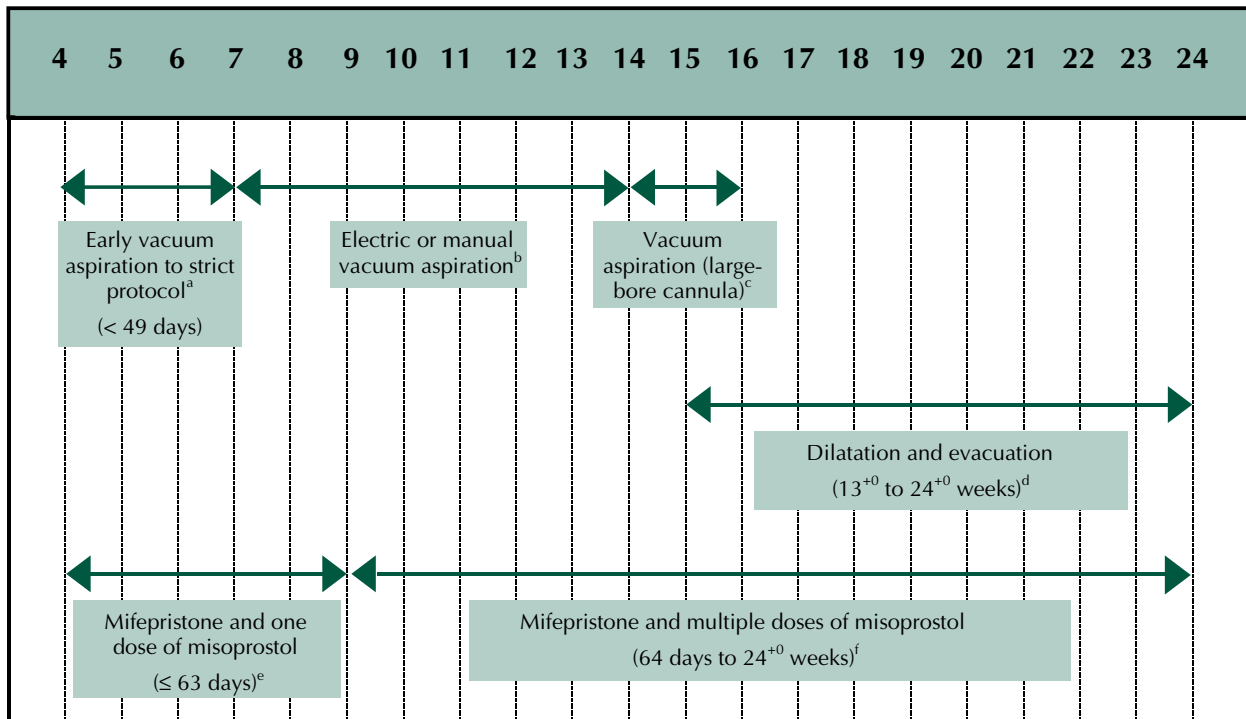 4 5 6 7 8 9 10 11 12 13 14 15 16 17 18 19 20 21 22 23 24
Early vacuum
aspiration to strict
protocolᵃ
(< 49 days)
Electric or manual
vacuum aspirationᵇ
Vacuum
aspiration (large-
bore cannula)ᶜ
Dilatation and evacuation
(13⁺⁰ to 24⁺⁰ weeks)ᵈ
Mifepristone and one
dose of misoprostol
(≤ 63 days)ᵉ
Mifepristone and multiple doses of misoprostol
(64 days to 24⁺⁰ weeks)ᶠ